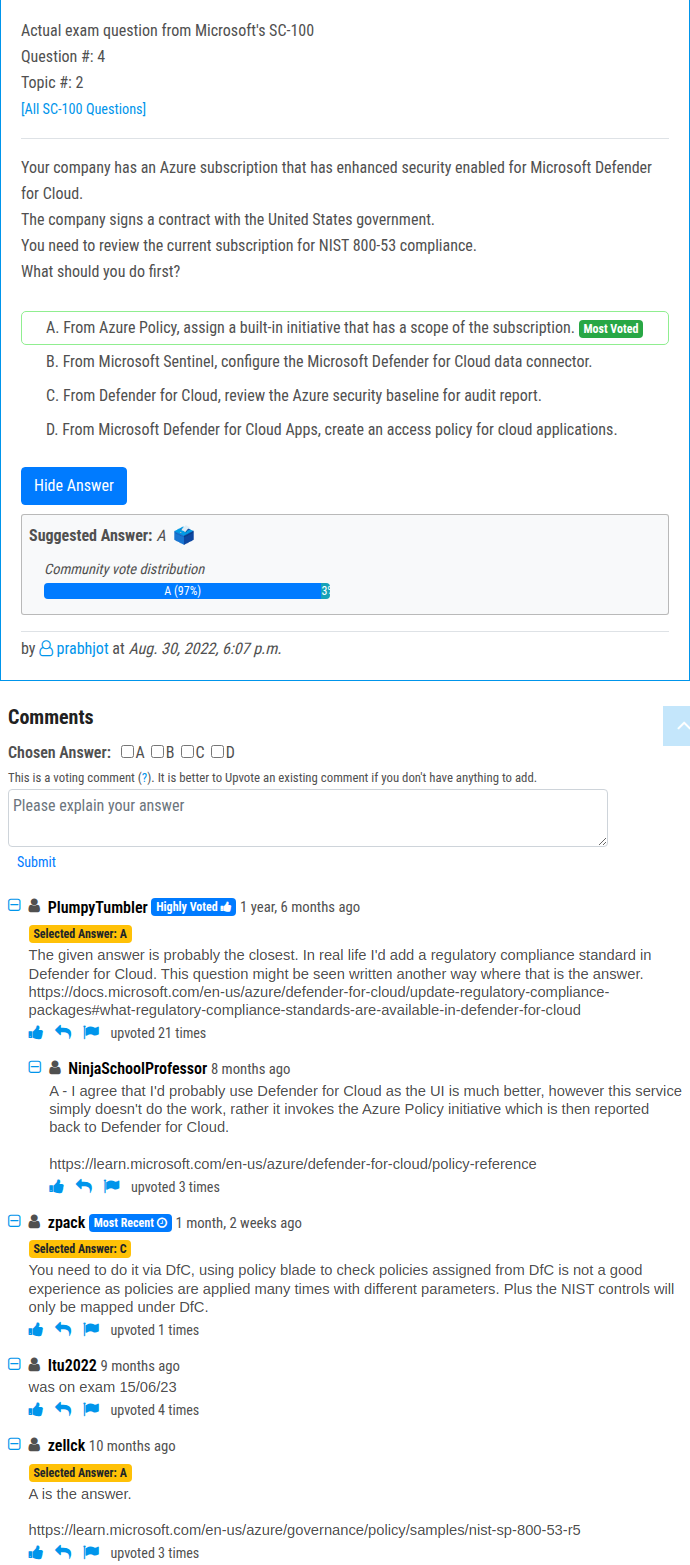 Actual exam question from Microsoft's SC-100
Question #: 4
Topic #: 2
[All SC-100 Questions]
Your company has an Azure subscription that has enhanced security enabled for Microsoft Defender
for Cloud.
The company signs a contract with the United States government.
You need to review the current subscription for NIST 800-53 compliance.
What should you do first?
A. From Azure Policy, assign a built-in initiative that has a scope of the subscription. Most Voted
B. From Microsoft Sentinel, configure the Microsoft Defender for Cloud data connector.
C. From Defender for Cloud, review the Azure security baseline for audit report.
D. From Microsoft Defender for Cloud Apps, create an access policy for cloud applications.
Hide Answer
Suggested Answer: A
Community vote distribution
A (97%) 3
by prabhjot at Aug. 30, 2022, 6:07 p.m.
Comments
Chosen Answer: A B C D
This is a voting comment (?). It is better to Upvote an existing comment if you don't have anything to add.
Please explain your answer
Submit
PlumpyTumbler Highly Voted 1 year, 6 months ago
Selected Answer: A
The given answer is probably the closest. In real life I'd add a regulatory compliance standard in
Defender for Cloud. This question might be seen written another way where that is the answer.
https://docs.microsoft.com/en-us/azure/defender-for-cloud/update-regulatory-compliance-
packages#what-regulatory-compliance-standards-are-available-in-defender-for-cloud
upvoted 21 times
NinjaSchoolProfessor 8 months ago
A - I agree that I'd probably use Defender for Cloud as the UI is much better, however this service
simply doesn't do the work, rather it invokes the Azure Policy initiative which is then reported
back to Defender for Cloud.
https://learn.microsoft.com/en-us/azure/defender-for-cloud/policy-reference
upvoted 3 times
zpack Most Recent 1 month, 2 weeks ago
Selected Answer: C
You need to do it via DfC, using policy blade to check policies assigned from DfC is not a good
experience as policies are applied many times with different parameters. Plus the NIST controls will
only be mapped under DfC.
upvoted 1 times
Itu2022 9 months ago
was on exam 15/06/23
upvoted 4 times
zellck 10 months ago
Selected Answer: A
A is the answer.
https://learn.microsoft.com/en-us/azure/governance/policy/samples/nist-sp-800-53-r5
upvoted 3 times